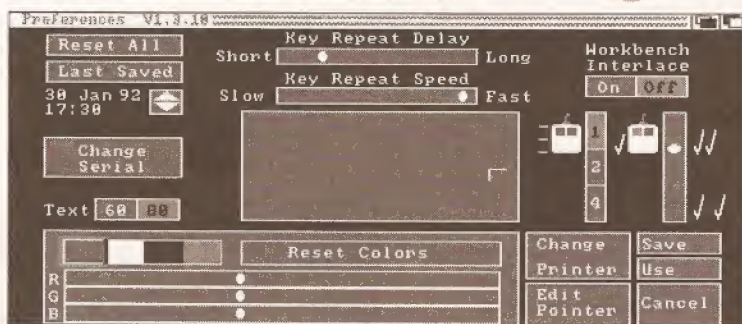 Preferences V1.3.18
Reset All
Last Saved
30 Jan 92
17:30
Change
Serial
Text 60 80
Key Repeat Delay
Short Long
Key Repeat Speed
Slow Fast
Workbench
Interlace
On Off
1
2
4
Reset Colors
R
G
B
Change
Printer
Edit
Pointer
Save
Use
Cancel